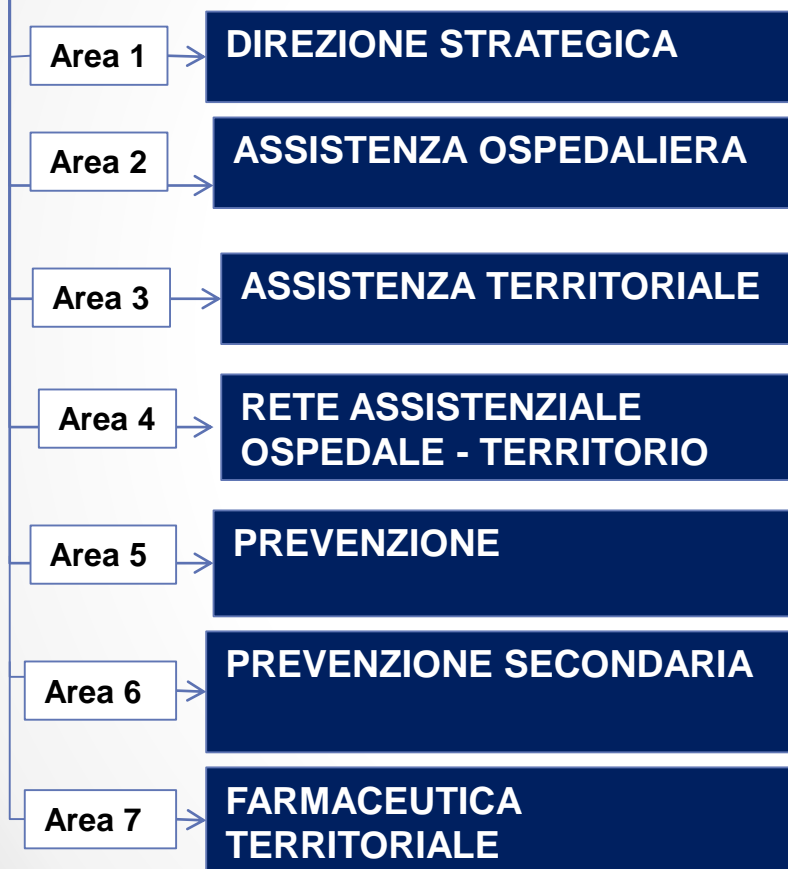 Area 1
DIREZIONE STRATEGICA
Area 2
ASSISTENZA OSPEDALIERA
Area 3
ASSISTENZA TERRITORIALE
Area 4
RETE ASSISTENZIALE
OSPEDALE - TERRITORIO
Area 5
PREVENZIONE
Area 6
PREVENZIONE SECONDARIA
Area 7
FARMACEUTICA
TERRITORIALE